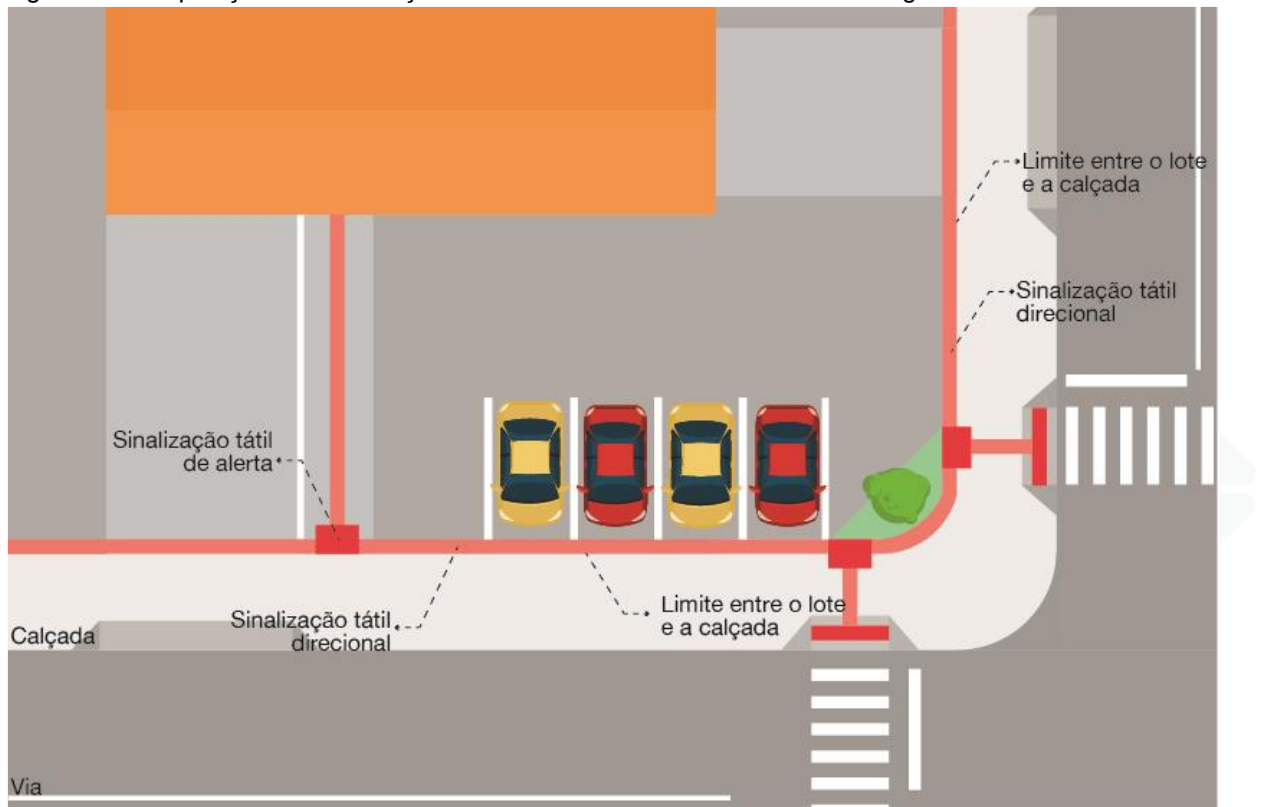 Limite entre o lote
e a calçada
Sinalização tátil
direcional
Sinalização tátil
de alerta
Sinalização tátil
direcional
Limite entre o lote
e a calçada
Calçada
Via